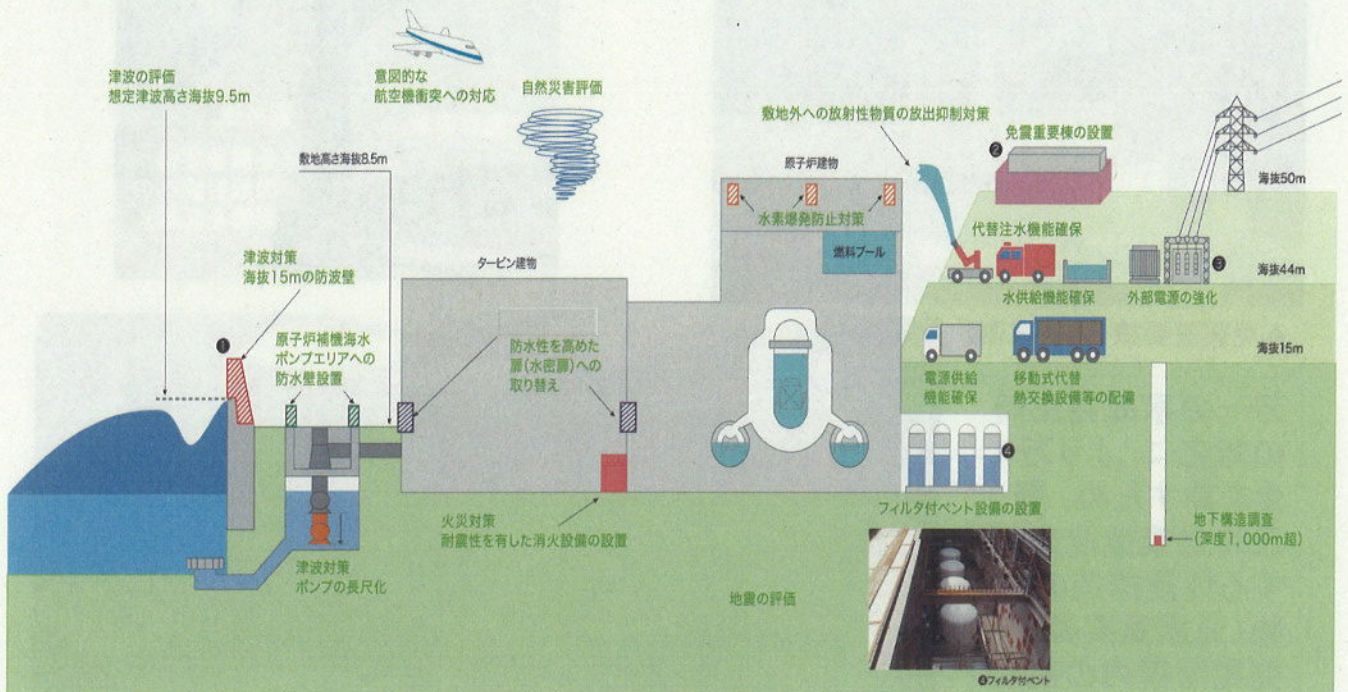 津波の評価
想定津波高さ海抜9.5m
意図的な
航空機衝突への対応
自然災害評価
敷地外への放射性物質の放出抑制対策
免震重要棟の設置
❷
海抜50m
敷地高さ海抜8.5m
原子炉建物
水素爆発防止対策
代替注水機能確保
燃料プール
❸
海抜44m
津波対策
海抜15mの防波壁
タービン建物
水供給機能確保
外部電源の強化
❶
原子炉補機海水
ポンプエリアへの
防水壁設置
防水性を高めた
扉(水密扉)への
取り替え
海抜15m
電源供給
機能確保
移動式代替
熱交換設備等の配備
❹
フィルタ付ベント設備の設置
火災対策
耐震性を有した消火設備の設置
地下構造調査
(深度1,000m超)
津波対策
ポンプの長尺化
地震の評価
❹フィルタ付ベント